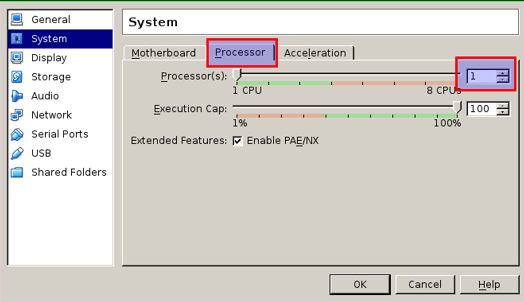 General
System
Display
Storage
Audio
Network
Serial Ports
USB
Shared Folders
System
Motherboard Processor Acceleration
Processor(s): 1
1 CPU 8 CPUs
Execution Cap: 100
1% 100%
Extended Features: Enable PAE/NX
OK Cancel Help